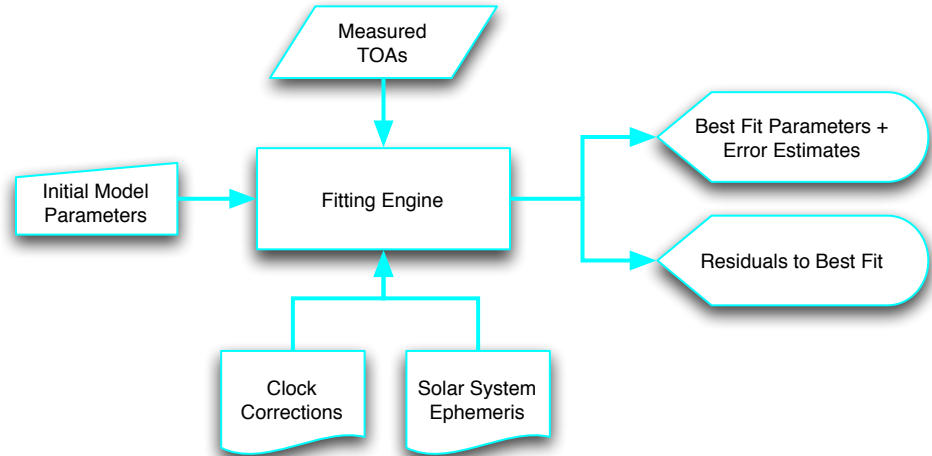 Measured
TOAs
Initial Model
Parameters
Fitting Engine
Best Fit Parameters +
Error Estimates
Residuals to Best Fit
Clock
Corrections
Solar System
Ephemeris